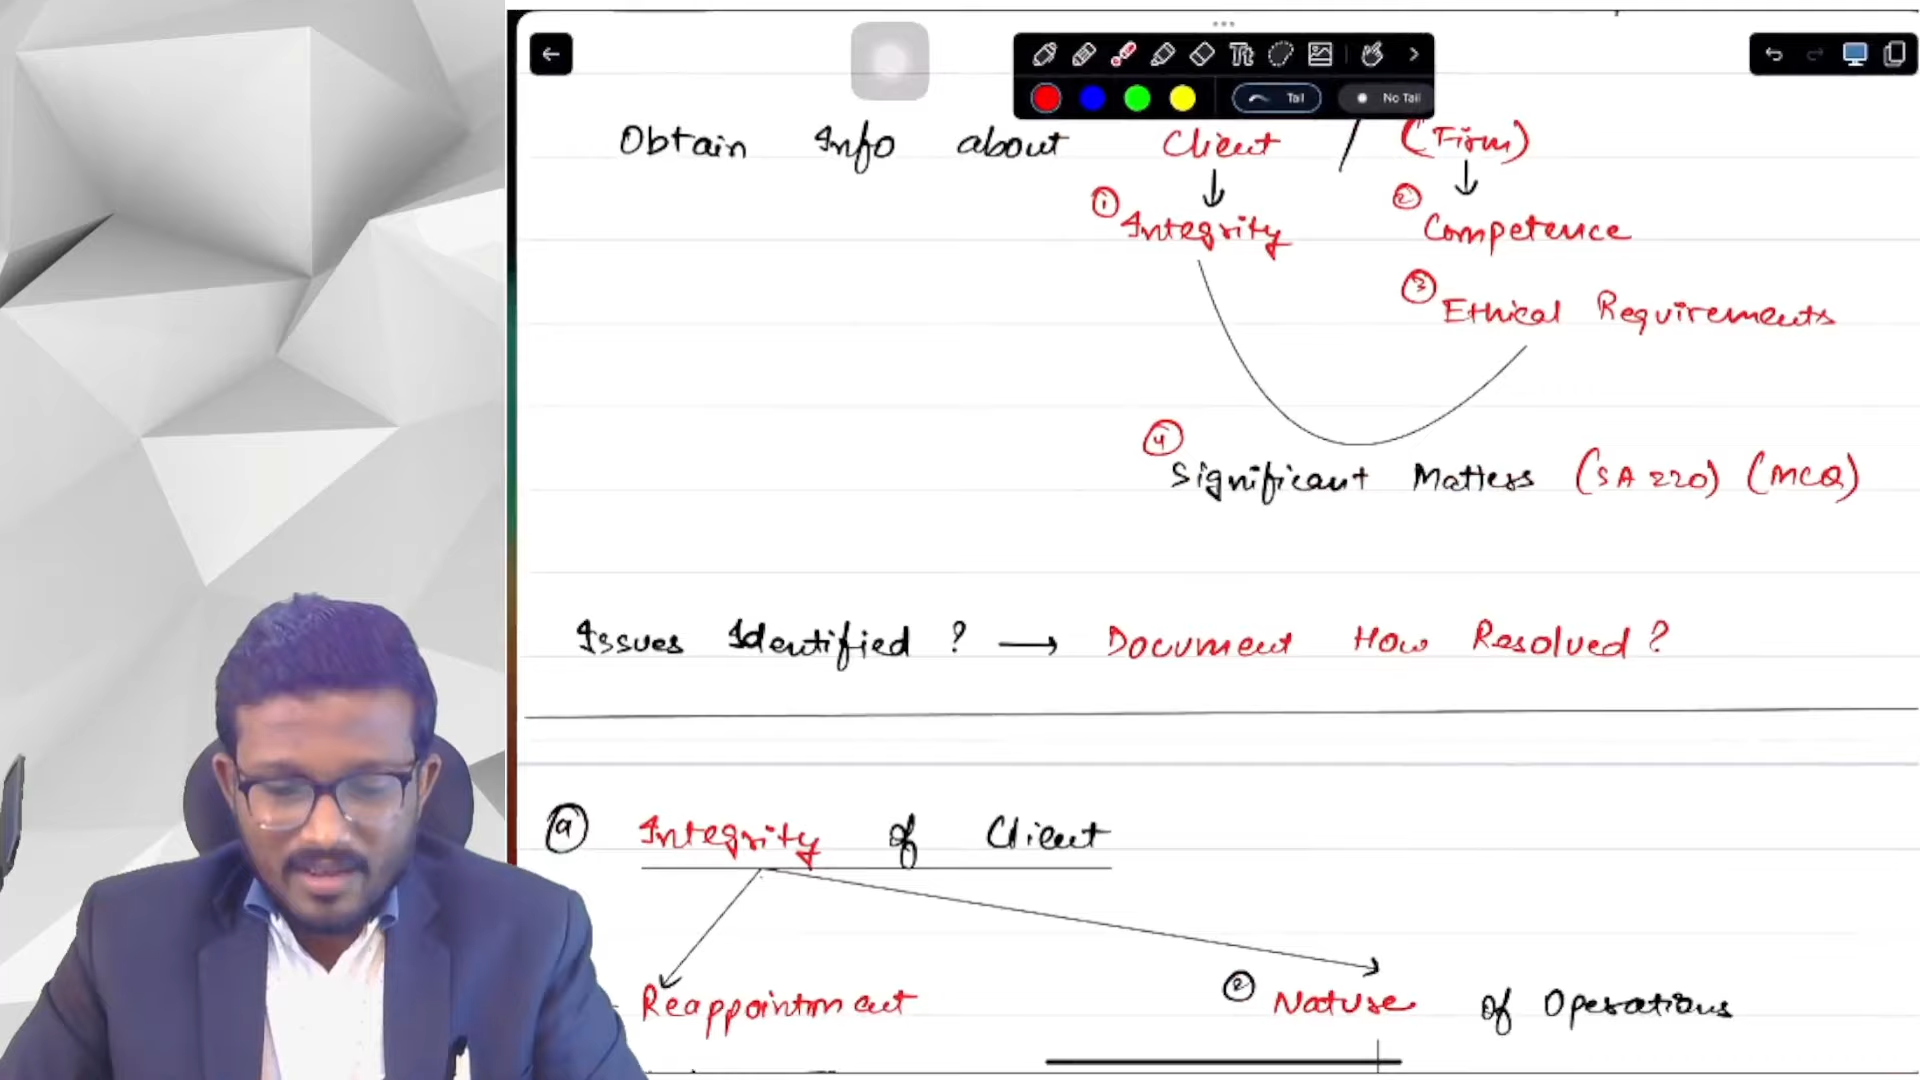 Tail No Tail
Obtain Info about Client / (Firm)
① Integrity ② Competence
③ Ethical Requirements
④ Significant Matters (SA 220) (MCQ)
Issues Identified ? → Document How Resolved ?
ⓐ Integrity of Client
Reappointment ② Nature of Operations